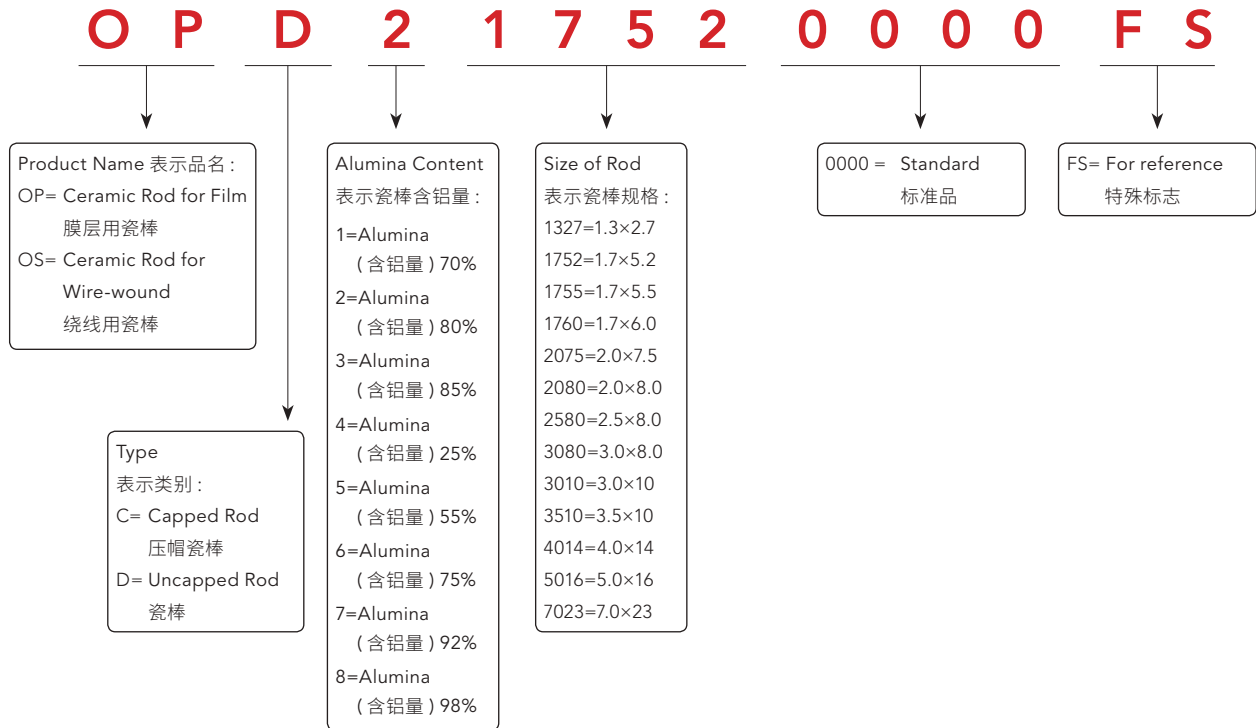 O P D 2 1 7 5 2 0 0 0 0 F S
Product Name 表示品名 :
OP= Ceramic Rod for Film
膜层用瓷棒
OS= Ceramic Rod for
Wire-wound
绕线用瓷棒
Type
表示类别 :
C= Capped Rod
压帽瓷棒
D= Uncapped Rod
瓷棒
Alumina Content
表示瓷棒含铝量 :
1=Alumina
( 含铝量 ) 70%
2=Alumina
( 含铝量 ) 80%
3=Alumina
( 含铝量 ) 85%
4=Alumina
( 含铝量 ) 25%
5=Alumina
( 含铝量 ) 55%
6=Alumina
( 含铝量 ) 75%
7=Alumina
( 含铝量 ) 92%
8=Alumina
( 含铝量 ) 98%
Size of Rod
表示瓷棒规格 :
1327=1.3×2.7
1752=1.7×5.2
1755=1.7×5.5
1760=1.7×6.0
2075=2.0×7.5
2080=2.0×8.0
2580=2.5×8.0
3080=3.0×8.0
3010=3.0×10
3510=3.5×10
4014=4.0×14
5016=5.0×16
7023=7.0×23
0000 = Standard
标准品
FS= For reference
特殊标志